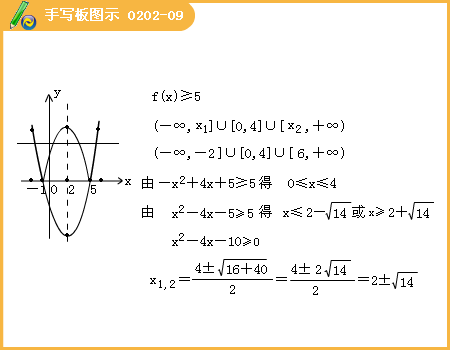 手写板图示 0202-09
f(x)≥5
(－∞, x₁]∪[0,4]∪[ x₂ ,＋∞)
(－∞,－2]∪[0,4]∪[ 6,＋∞)
由 －x²＋4x＋5≥5 得 0≤x≤4
由 x²－4x－5≥5 得 x≤ 2－√14 或 x≥ 2＋√14
x²－4x－10≥0
x₁,₂＝(4±√(16＋40))/2＝(4± 2√14)/2＝2±√14
y
x
－1 0 2 5